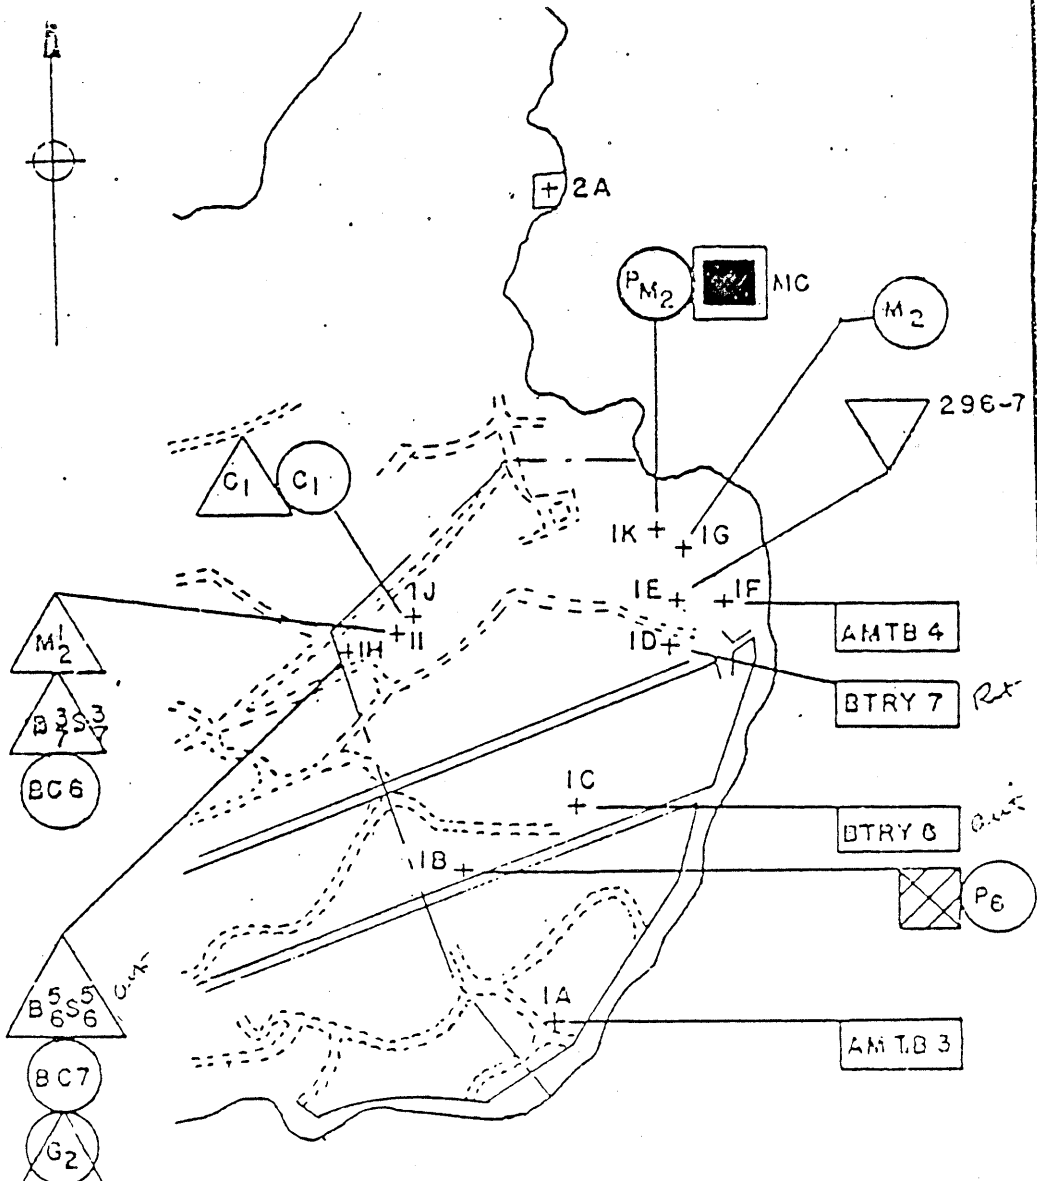 N
2A
PM2
MC
M2
296-7
C1
C1
1K
1G
1J
1E
1F
AMTB 4
1I
1D
M 1/2
1H
BTRY 7
B 3/7 S 3/7
BC6
1C
BTRY 6
1B
P6
B 5/6 S 5/6
1A
AMTB 3
BC7
G2